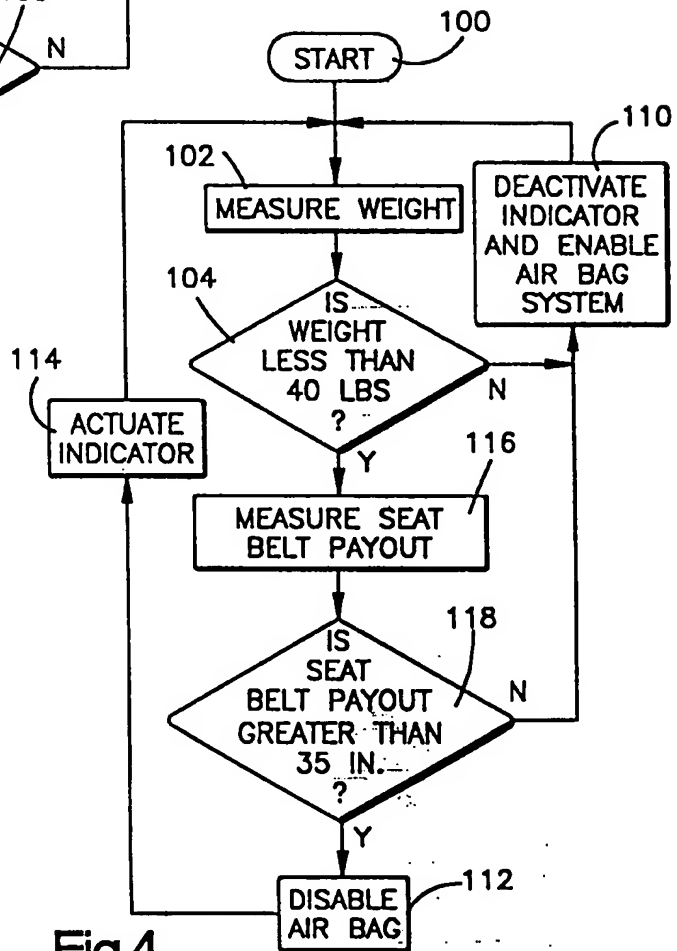 N
START
100
110
102
MEASURE WEIGHT
DEACTIVATE
INDICATOR
AND ENABLE
AIR BAG
SYSTEM
104
IS
WEIGHT
LESS THAN
40 LBS
?
N
Y
114
ACTUATE
INDICATOR
116
MEASURE SEAT
BELT PAYOUT
118
IS
SEAT
BELT PAYOUT
GREATER THAN
35 IN.
?
N
Y
112
DISABLE
AIR BAG
Fig.4